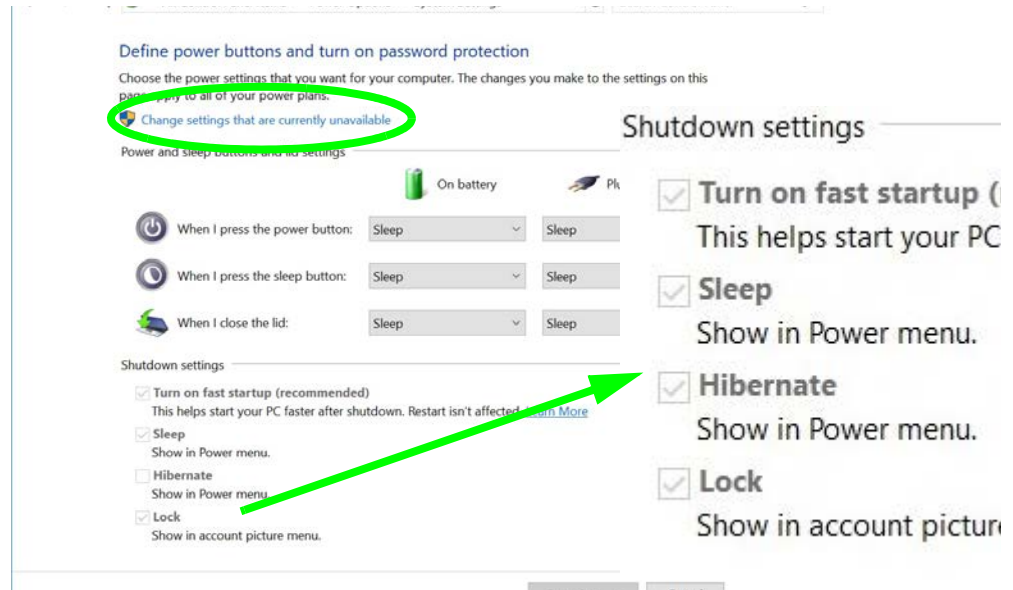 Define power buttons and turn on password protection
Choose the power settings that you want for your computer. The changes you make to the settings on this
page apply to all of your power plans.
Change settings that are currently unavailable
Power and sleep buttons and lid settings
On battery
When I press the power button: Sleep Sleep
When I press the sleep button: Sleep Sleep
When I close the lid: Sleep Sleep
Shutdown settings
Turn on fast startup (recommended)
This helps start your PC faster after shutdown. Restart isn't affected. Learn More
Sleep
Show in Power menu.
Hibernate
Show in Power menu.
Lock
Show in account picture menu.
Shutdown settings
Turn on fast startup (
This helps start your PC
Sleep
Show in Power menu.
Hibernate
Show in Power menu.
Lock
Show in account picture